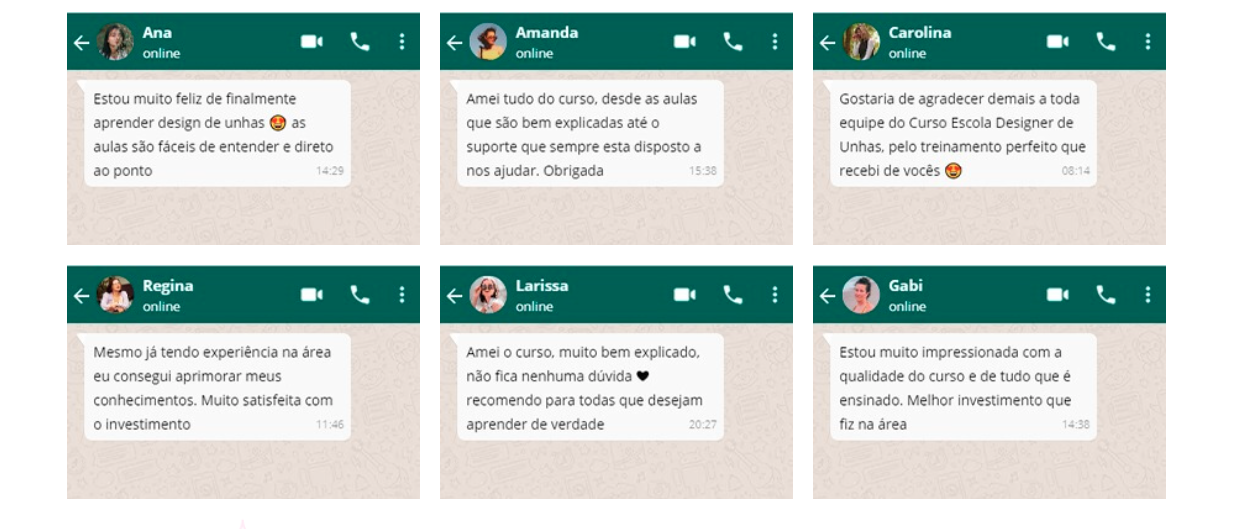 Ana
online
Estou muito feliz de finalmente
aprender design de unhas 🤩 as
aulas são fáceis de entender e direto
ao ponto 14:29
Amanda
online
Amei tudo do curso, desde as aulas
que são bem explicadas até o
suporte que sempre esta disposto a
nos ajudar. Obrigada 15:38
Carolina
online
Gostaria de agradecer demais a toda
equipe do Curso Escola Designer de
Unhas, pelo treinamento perfeito que
recebi de vocês 🤩 08:14
Regina
online
Mesmo já tendo experiência na área
eu consegui aprimorar meus
conhecimentos. Muito satisfeita com
o investimento 11:46
Larissa
online
Amei o curso, muito bem explicado,
não fica nenhuma dúvida 🖤
recomendo para todas que desejam
aprender de verdade 20:27
Gabi
online
Estou muito impressionada com a
qualidade do curso e de tudo que é
ensinado. Melhor investimento que
fiz na área 14:38